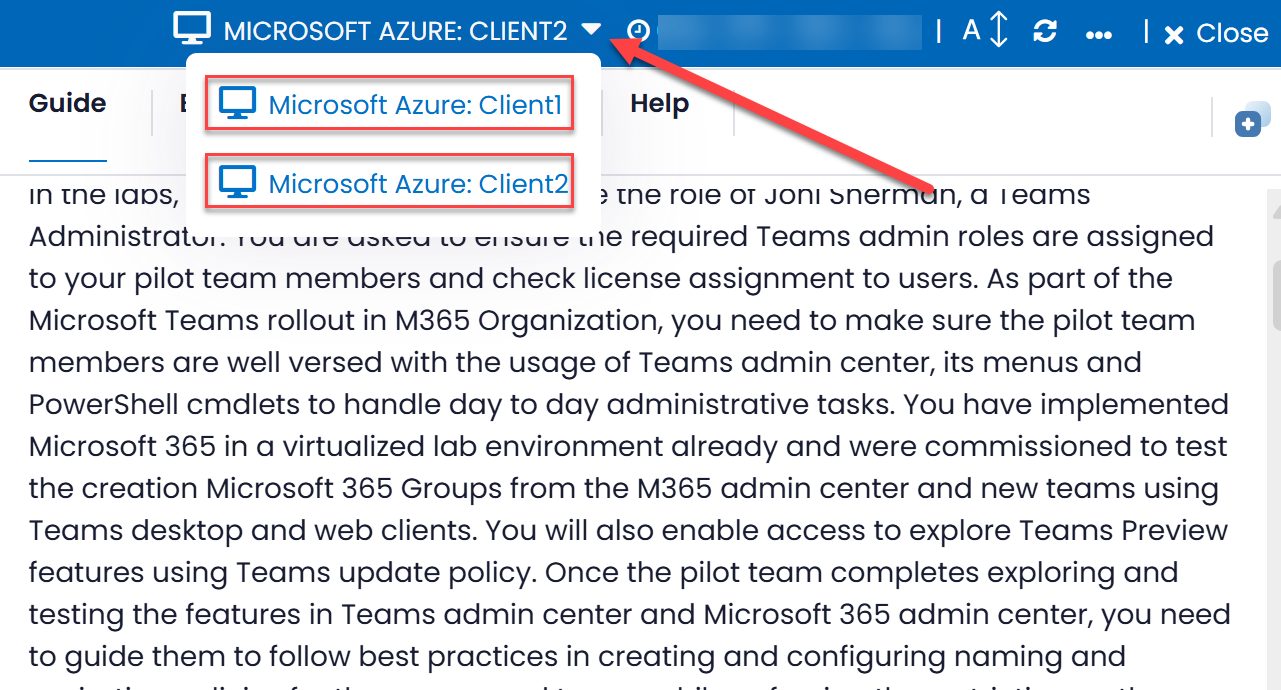 MICROSOFT AZURE: CLIENT2
| A | Close
Guide
Help
Microsoft Azure: Client1
Microsoft Azure: Client2
In the labs, the role of Joni Sherman, a Teams
Administrator. You are asked to ensure the required Teams admin roles are assigned
to your pilot team members and check license assignment to users. As part of the
Microsoft Teams rollout in M365 Organization, you need to make sure the pilot team
members are well versed with the usage of Teams admin center, its menus and
PowerShell cmdlets to handle day to day administrative tasks. You have implemented
Microsoft 365 in a virtualized lab environment already and were commissioned to test
the creation Microsoft 365 Groups from the M365 admin center and new teams using
Teams desktop and web clients. You will also enable access to explore Teams Preview
features using Teams update policy. Once the pilot team completes exploring and
testing the features in Teams admin center and Microsoft 365 admin center, you need
to guide them to follow best practices in creating and configuring naming and